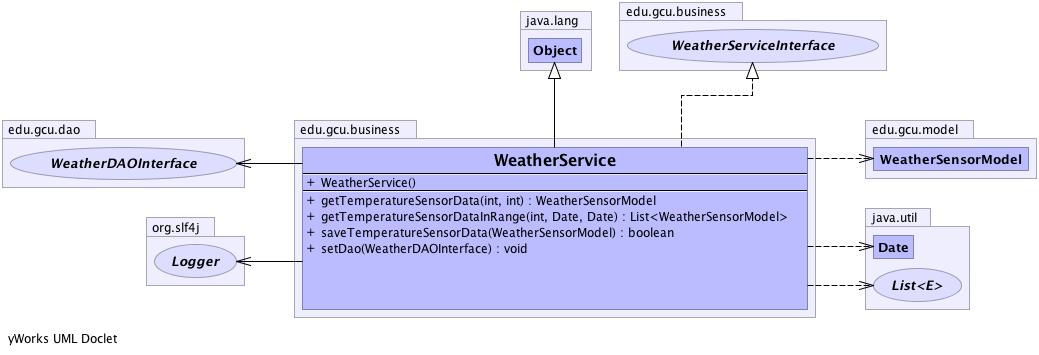 java.lang
Object
edu.gcu.business
WeatherServiceInterface
edu.gcu.dao
WeatherDAOInterface
org.slf4j
Logger
edu.gcu.business
WeatherService
+ WeatherService()
+ getTemperatureSensorData(int, int) : WeatherSensorModel
+ getTemperatureSensorDataInRange(int, Date, Date) : List<WeatherSensorModel>
+ saveTemperatureSensorData(WeatherSensorModel) : boolean
+ setDao(WeatherDAOInterface) : void
edu.gcu.model
WeatherSensorModel
java.util
Date
List<E>
yWorks UML Doclet